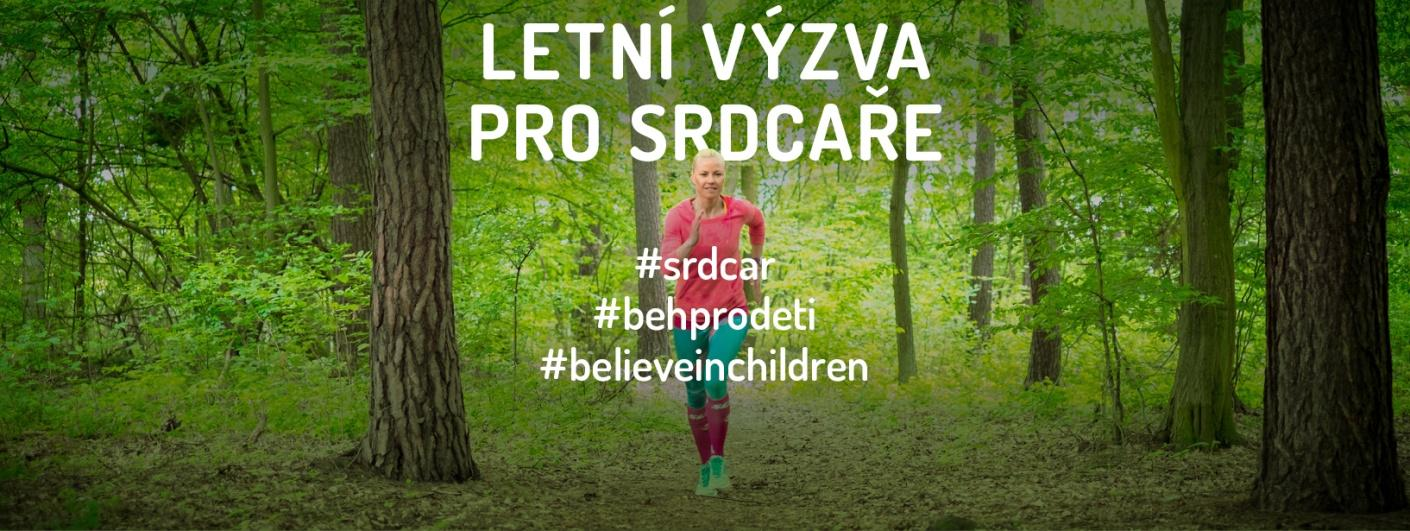 LETNÍ VÝZVA
PRO SRDCAŘE
#srdcar
#behprodeti
#believeinchildren